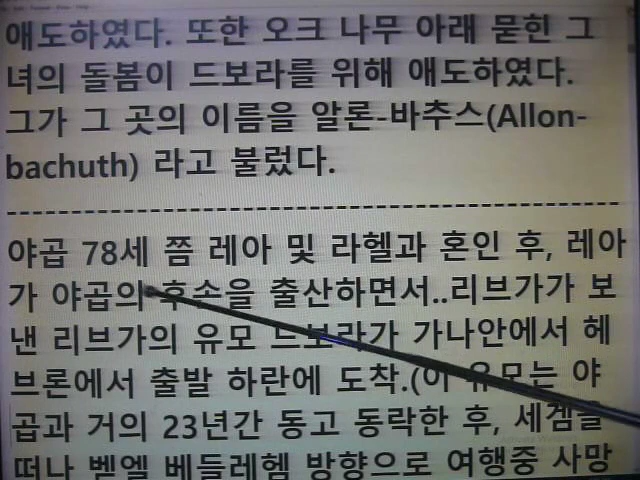 애도하였다. 또한 오크 나무 아래 묻힌 그
녀의 돌봄이 드보라를 위해 애도하였다.
그가 그 곳의 이름을 알론-바추스(Allon-
bachuth) 라고 불렀다.
야곱 78세 쯤 레아 및 라헬과 혼인 후, 레아
가 야곱의 후손을 출산하면서..리브가가 보
낸 리브가의 유모 드보라가 가나안에서 헤
브론에서 출발 하란에 도착.(이 유모는 야
곱과 거의 23년간 동고 동락한 후, 세겜을
떠나 벧엘 베들레헴 방향으로 여행중 사망